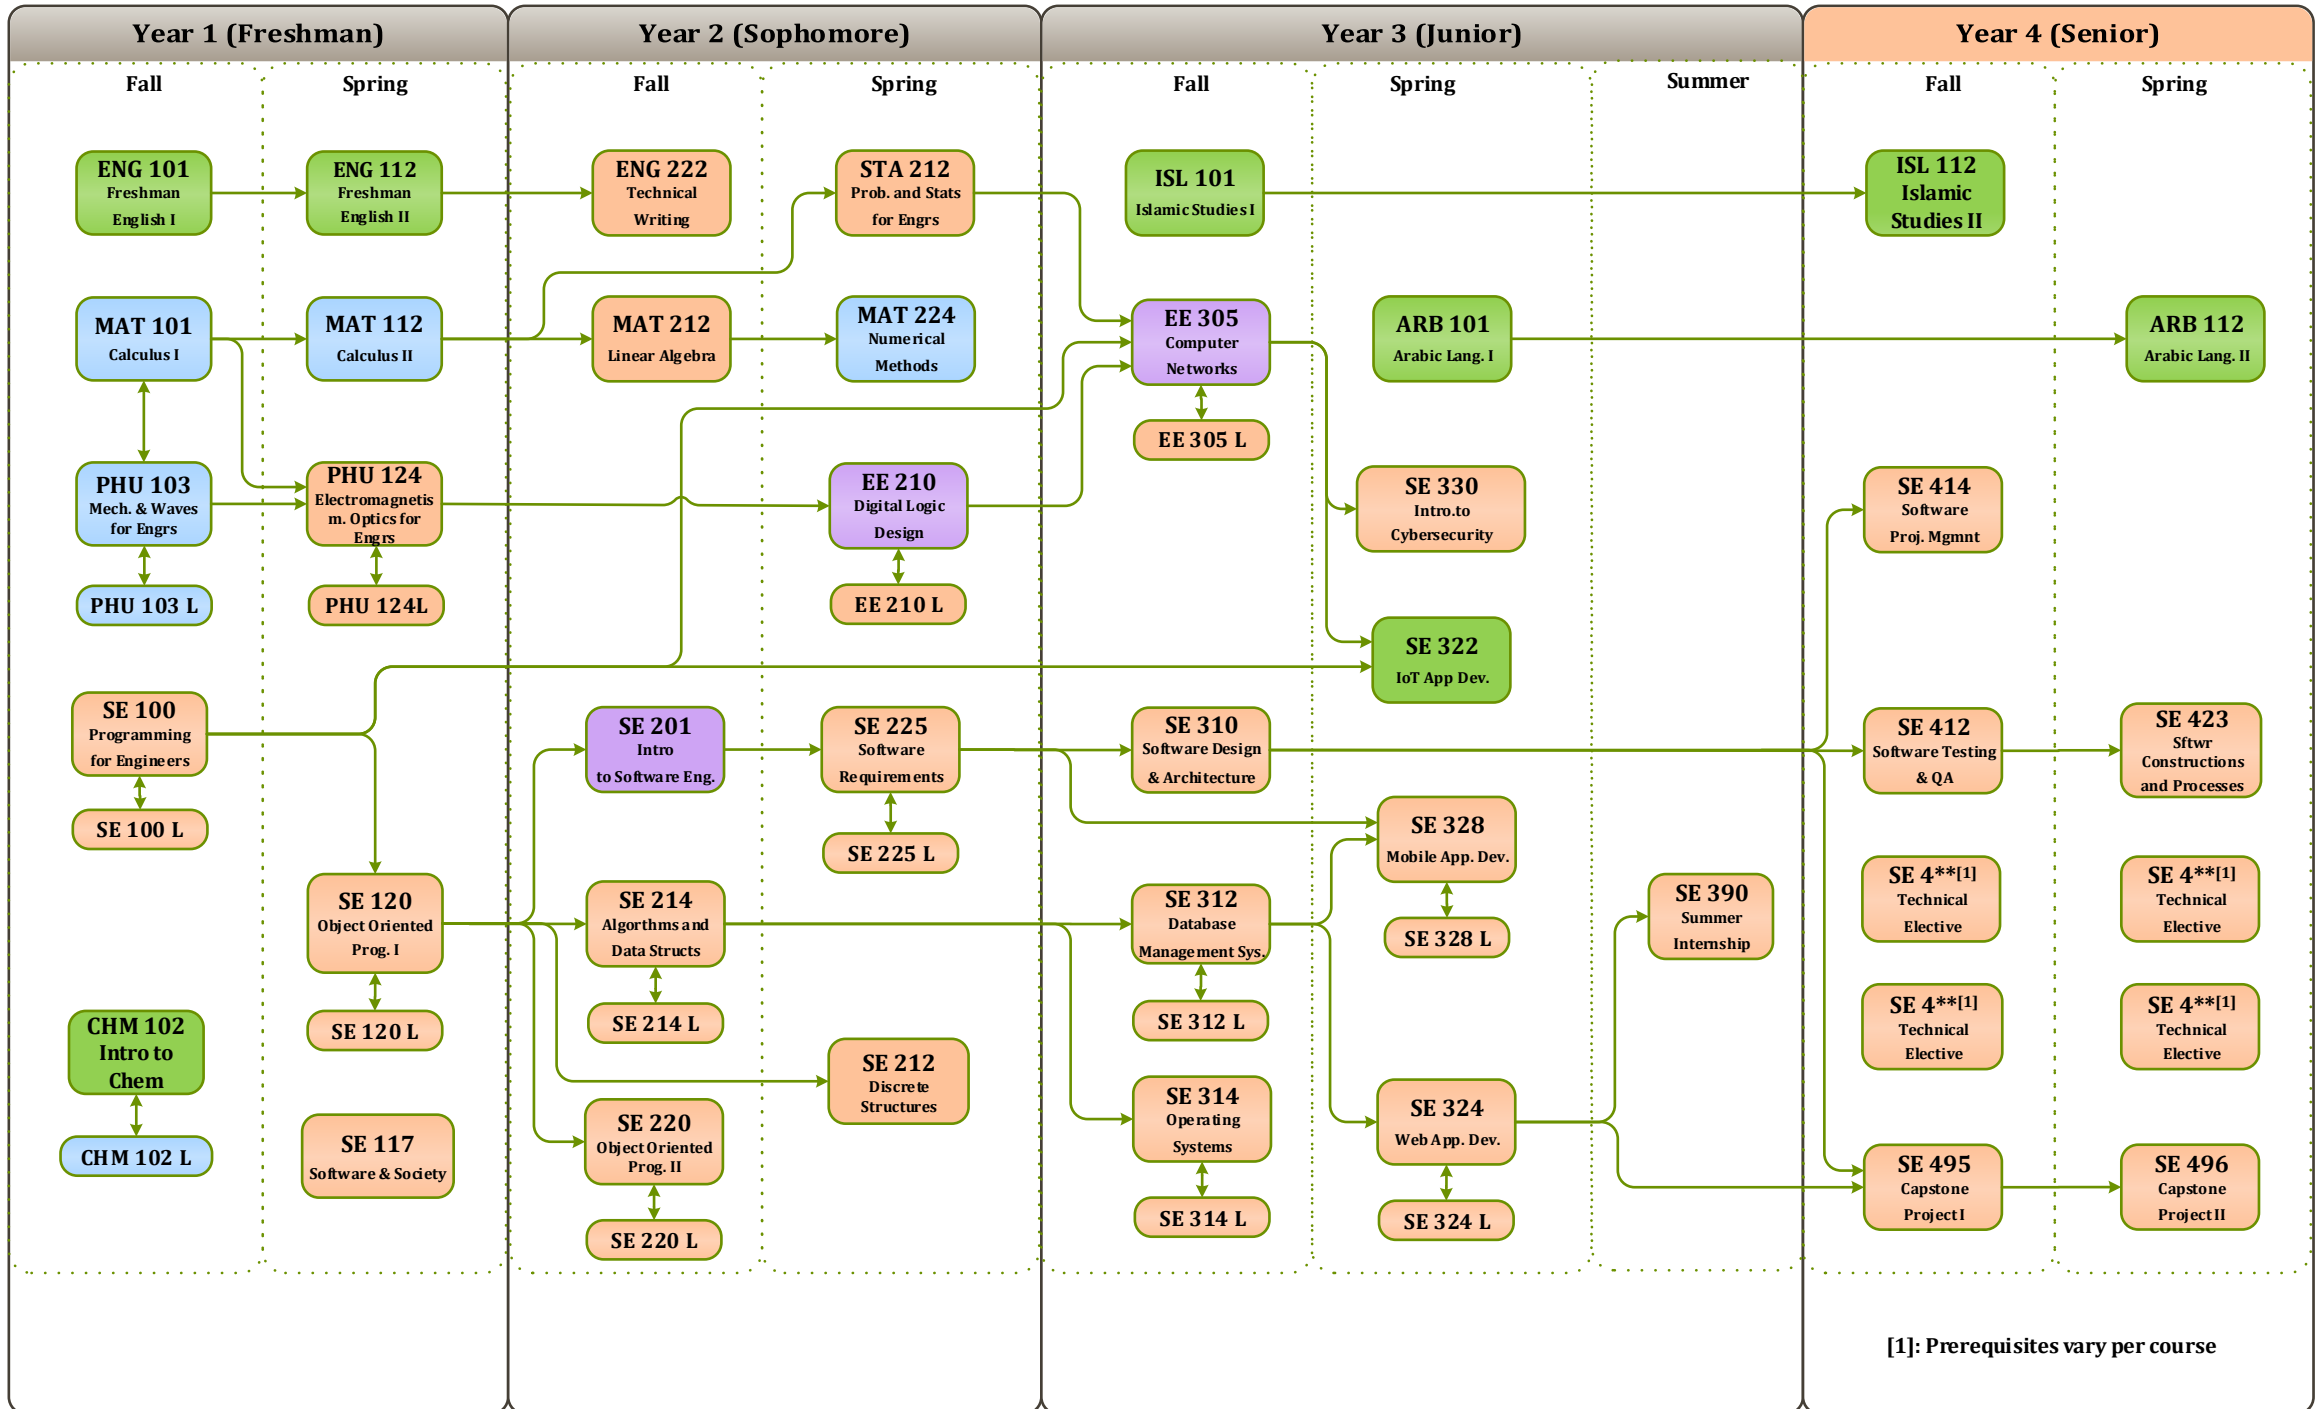 Year 1 (Freshman)
Year 2 (Sophomore)
Year 3 (Junior)
Year 4 (Senior)
Fall
Spring
Fall
Spring
Fall
Spring
Summer
Fall
Spring
ENG 101
Freshman
English I
ENG 112
Freshman
English II
ENG 222
Technical
Writing
STA 212
Prob. and Stats
for Engrs
ISL 101
Islamic Studies I
ISL 112
Islamic
Studies II
MAT 101
Calculus I
MAT 112
Calculus II
MAT 212
Linear Algebra
MAT 224
Numerical
Methods
EE 305
Computer
Networks
EE 305 L
ARB 101
Arabic Lang. I
ARB 112
Arabic Lang. II
PHU 103
Mech. & Waves
for Engrs
PHU 103 L
PHU 124
Electromagnetis
m. Optics for
Engrs
PHU 124L
EE 210
Digital Logic
Design
EE 210 L
SE 330
Intro.to
Cybersecurity
SE 414
Software
Proj. Mgmnt
SE 322
IoT App Dev.
SE 100
Programming
for Engineers
SE 100 L
SE 201
Intro
to Software Eng.
SE 225
Software
Requirements
SE 225 L
SE 310
Software Design
& Architecture
SE 412
Software Testing
& QA
SE 423
Sftwr
Constructions
and Processes
SE 328
Mobile App. Dev.
SE 328 L
SE 120
Object Oriented
Prog. I
SE 120 L
SE 214
Algorthms and
Data Structs
SE 214 L
SE 312
Database
Management Sys.
SE 312 L
SE 390
Summer
Internship
SE 4**[1]
Technical
Elective
SE 4**[1]
Technical
Elective
SE 4**[1]
Technical
Elective
SE 4**[1]
Technical
Elective
CHM 102
Intro to
Chem
CHM 102 L
SE 117
Software & Society
SE 220
Object Oriented
Prog. II
SE 220 L
SE 212
Discrete
Structures
SE 314
Operating
Systems
SE 314 L
SE 324
Web App. Dev.
SE 324 L
SE 495
Capstone
Project I
SE 496
Capstone
Project II
[1]: Prerequisites vary per course